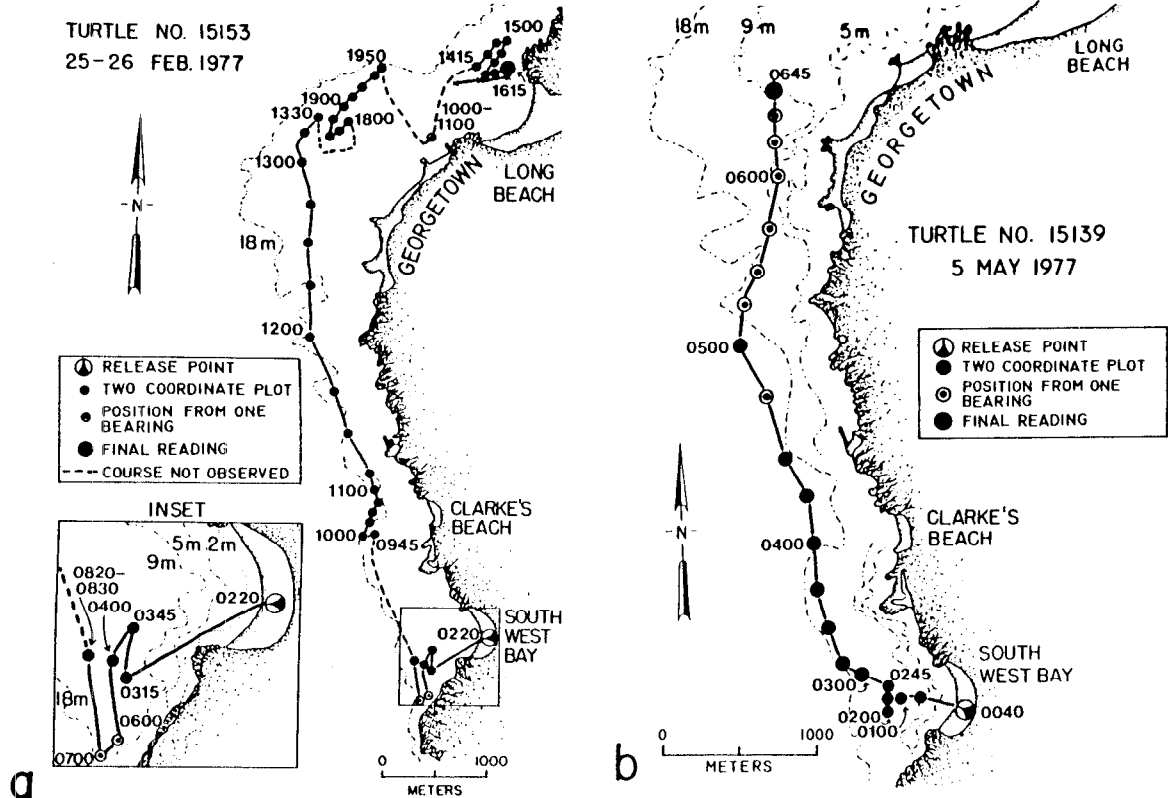 TURTLE NO. 15153
25-26 FEB. 1977
1500
1415
1615
1950
1900
1330
1800
1000-
1100
1300
N
LONG
BEACH
GEORGETOWN
18m
1200
RELEASE POINT
TWO COORDINATE PLOT
POSITION FROM ONE
BEARING
FINAL READING
COURSE NOT OBSERVED
1100
1000
0945
CLARKE'S
BEACH
INSET
5m 2m
9m
0820-
0830
0400
0345
0220
0315
18m
0600
0700
0220
SOUTH
WEST
BAY
0 1000
METERS
a
18m 9m 5m
LONG
BEACH
0645
GEORGETOWN
0600
TURTLE NO. 15139
5 MAY 1977
0500
RELEASE POINT
TWO COORDINATE PLOT
POSITION FROM ONE
BEARING
FINAL READING
N
CLARKE'S
BEACH
0400
SOUTH
WEST BAY
0300
0245
0200
0100
0040
0 1000
METERS
b